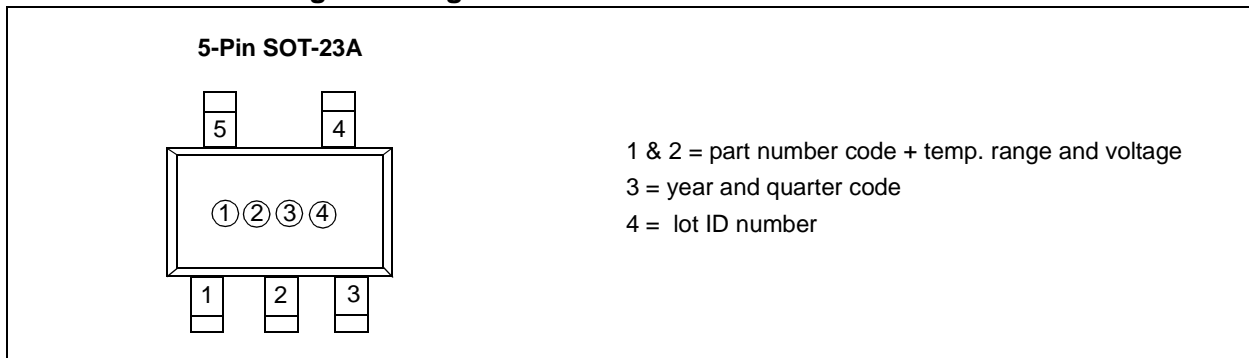 5-Pin SOT-23A
5 4
①②③④
1 2 3
1 & 2 = part number code + temp. range and voltage
3 = year and quarter code
4 = lot ID number